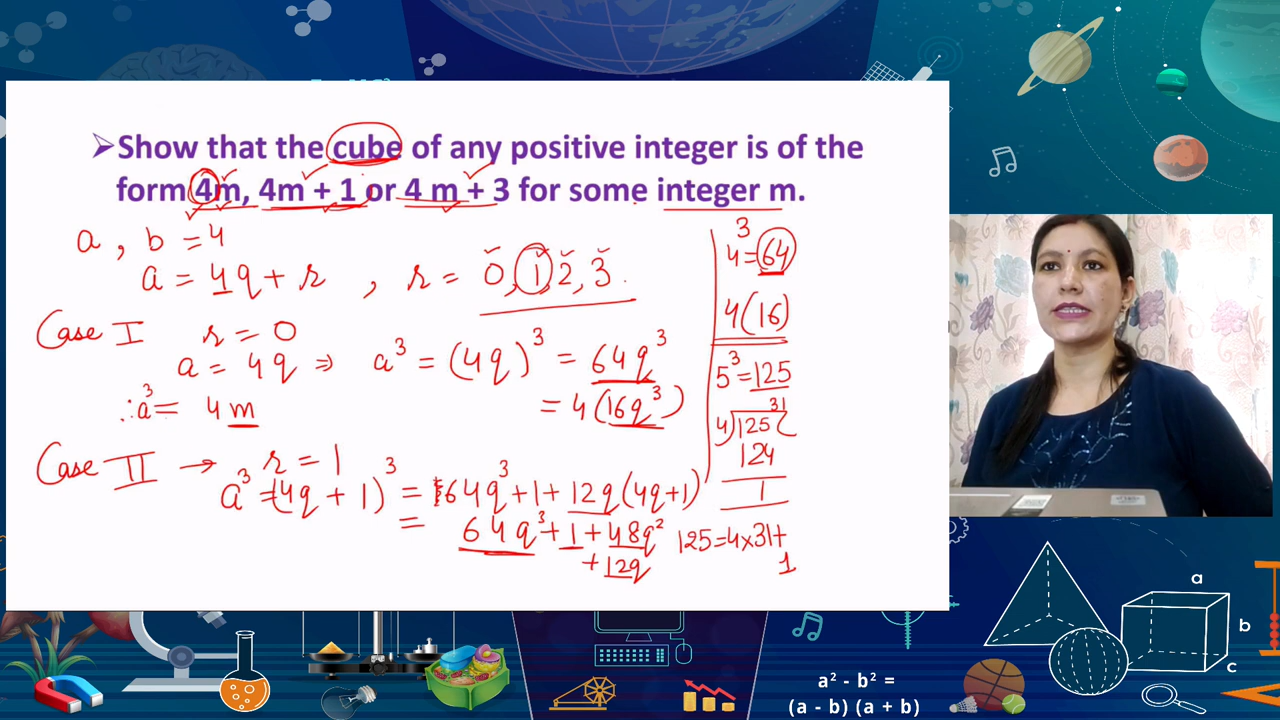 ➢Show that the cube of any positive integer is of the
form 4m, 4m + 1 or 4 m + 3 for some integer m.
a, b = 4
a = 4q + r , r = 0, 1, 2, 3.
Case I r = 0
a = 4q ⇒ a³ = (4q)³ = 64q³
= 4(16q³)
∴a³= 4m
Case II → r = 1
a³ =(4q + 1)³ = 64q³+1+12q(4q+1)
= 64q³+1+48q²
+12q
4³=64
4(16)
5³=125
4)125(31
124
1
125=4×31+
1
a
b
c
a² - b² =
(a - b) (a + b)